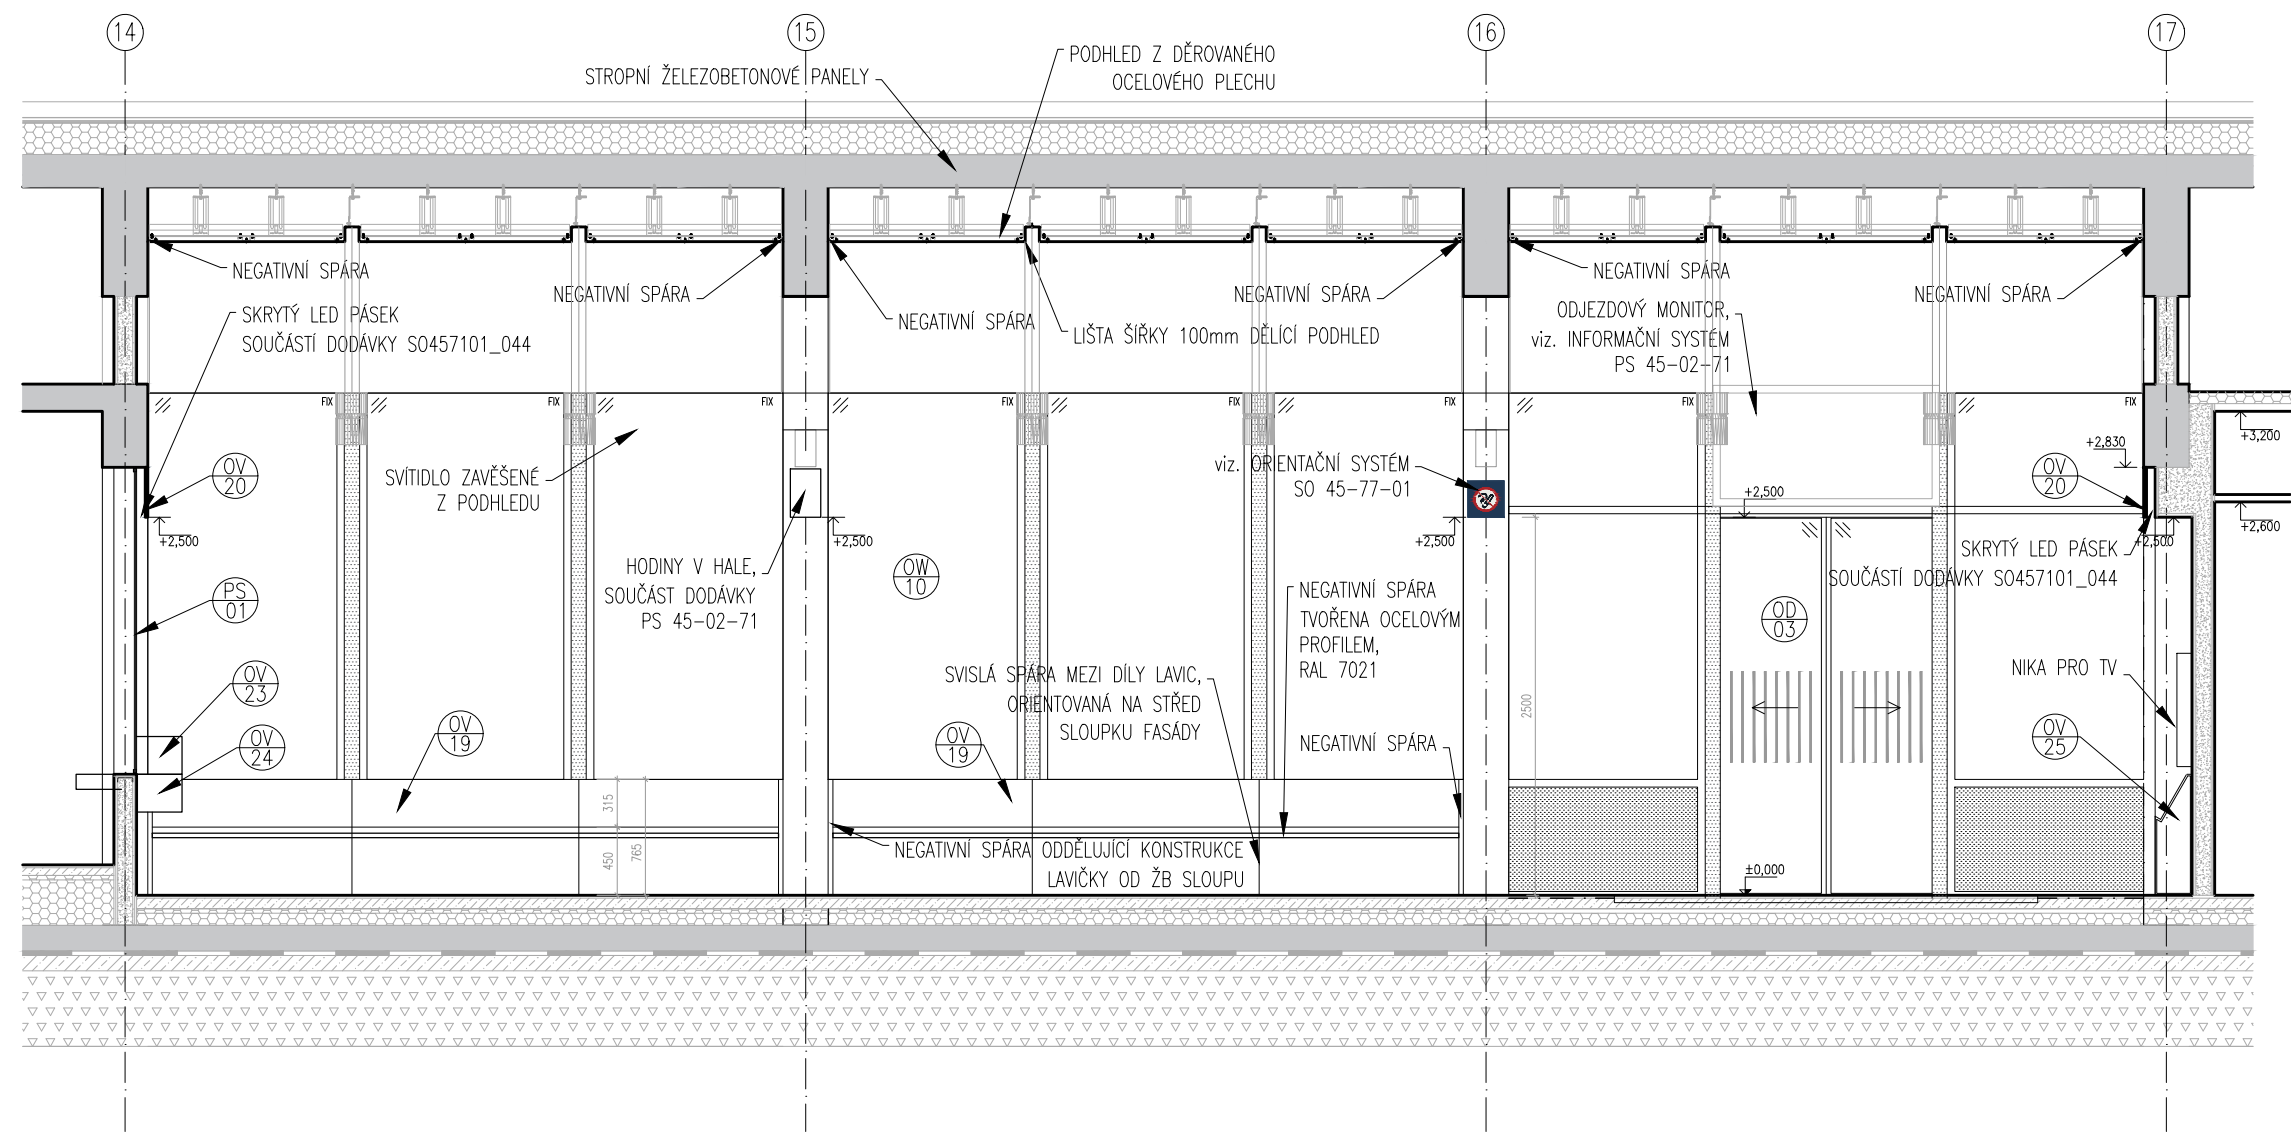 14
15
16
17
STROPNÍ ŽELEZOBETONOVÉ PANELY
PODHLED Z DĚROVANÉHO
OCELOVÉHO PLECHU
NEGATIVNÍ SPÁRA
NEGATIVNÍ SPÁRA
NEGATIVNÍ SPÁRA
NEGATIVNÍ SPÁRA
NEGATIVNÍ SPÁRA
NEGATIVNÍ SPÁRA
SKRYTÝ LED PÁSEK
SOUČÁSTÍ DODÁVKY SO457101_044
LIŠTA ŠÍŘKY 100mm DĚLÍCÍ PODHLED
ODJEZDOVÝ MONITOR,
viz. INFORMAČNÍ SYSTÉM
PS 45-02-71
FIX
FIX
FIX
FIX
FIX
FIX
FIX
FIX
+3,200
+2,830
+2,600
OV
20
SVÍTIDLO ZAVĚŠENÉ
Z PODHLEDU
viz. ORIENTAČNÍ SYSTÉM
SO 45-77-01
OV
20
+2,500
+2,500
+2,500
+2,500
+2,500
SKRYTÝ LED PÁSEK
SOUČÁSTÍ DODÁVKY SO457101_044
HODINY V HALE,
SOUČÁST DODÁVKY
PS 45-02-71
OW
10
PS
01
NEGATIVNÍ SPÁRA
TVOŘENA OCELOVÝM
PROFILEM,
RAL 7021
OD
03
SVISLÁ SPÁRA MEZI DÍLY LAVIC,
ORIENTOVANÁ NA STŘED
SLOUPKU FASÁDY
NIKA PRO TV
OV
23
OV
24
OV
19
OV
19
NEGATIVNÍ SPÁRA
2500
OV
25
315
450
765
NEGATIVNÍ SPÁRA ODDĚLUJÍCÍ KONSTRUKCE
LAVIČKY OD ŽB SLOUPU
±0,000